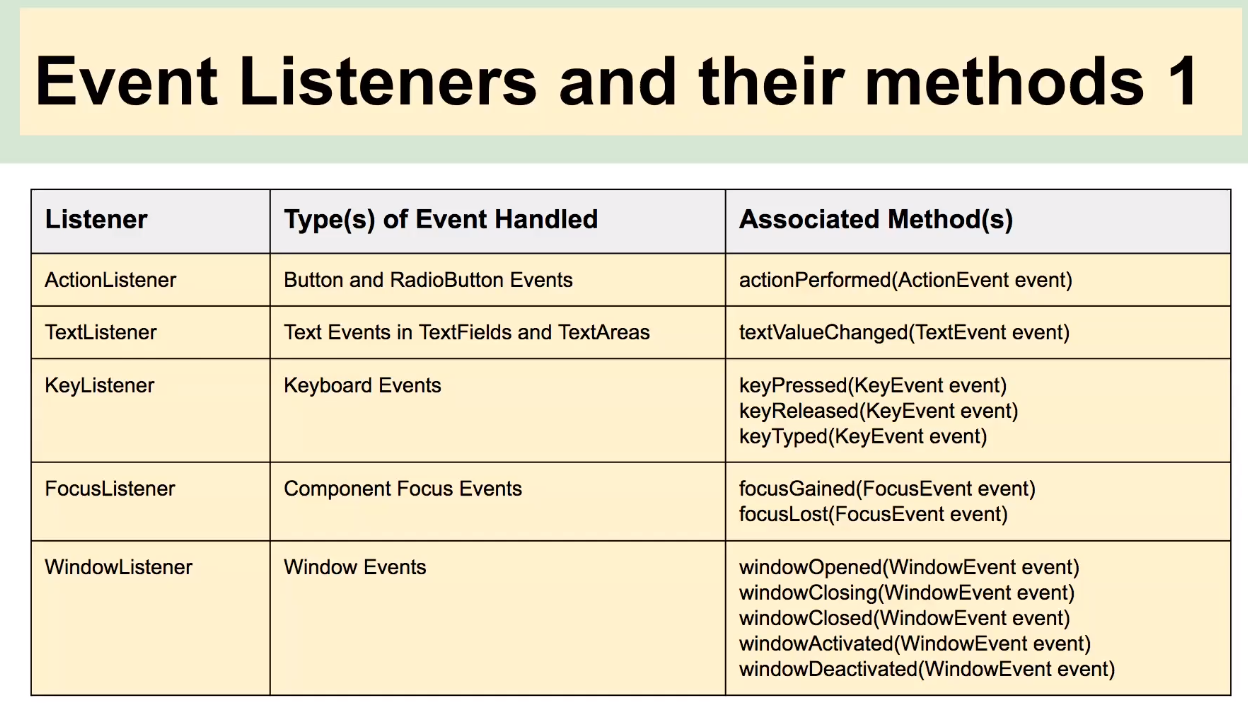 Event Listeners and their methods 1
Listener
Type(s) of Event Handled
Associated Method(s)
ActionListener
Button and RadioButton Events
actionPerformed(ActionEvent event)
TextListener
Text Events in TextFields and TextAreas
textValueChanged(TextEvent event)
KeyListener
Keyboard Events
keyPressed(KeyEvent event)
keyReleased(KeyEvent event)
keyTyped(KeyEvent event)
FocusListener
Component Focus Events
focusGained(FocusEvent event)
focusLost(FocusEvent event)
WindowListener
Window Events
windowOpened(WindowEvent event)
windowClosing(WindowEvent event)
windowClosed(WindowEvent event)
windowActivated(WindowEvent event)
windowDeactivated(WindowEvent event)